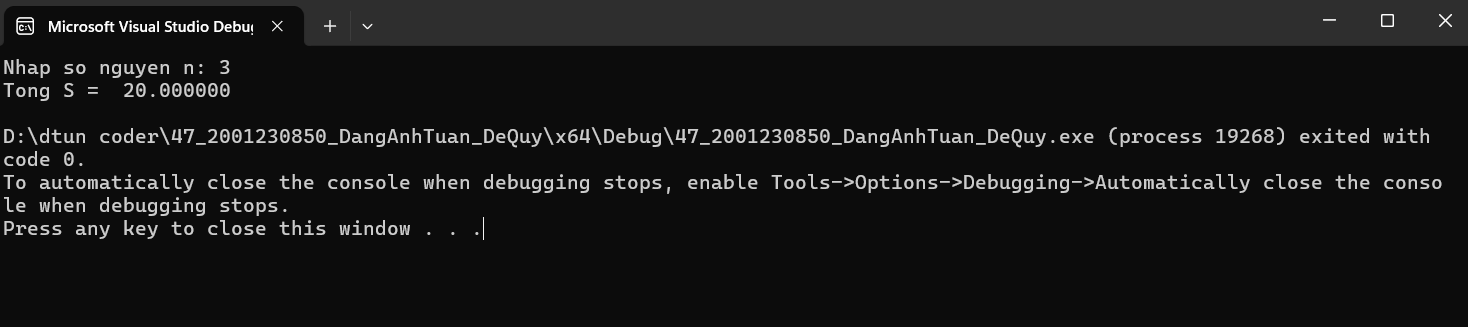 Microsoft Visual Studio Debu
Nhap so nguyen n: 3
Tong S =  20.000000
D:\dtun coder\47_2001230850_DangAnhTuan_DeQuy\x64\Debug\47_2001230850_DangAnhTuan_DeQuy.exe (process 19268) exited with
code 0.
To automatically close the console when debugging stops, enable Tools->Options->Debugging->Automatically close the conso
le when debugging stops.
Press any key to close this window . . .